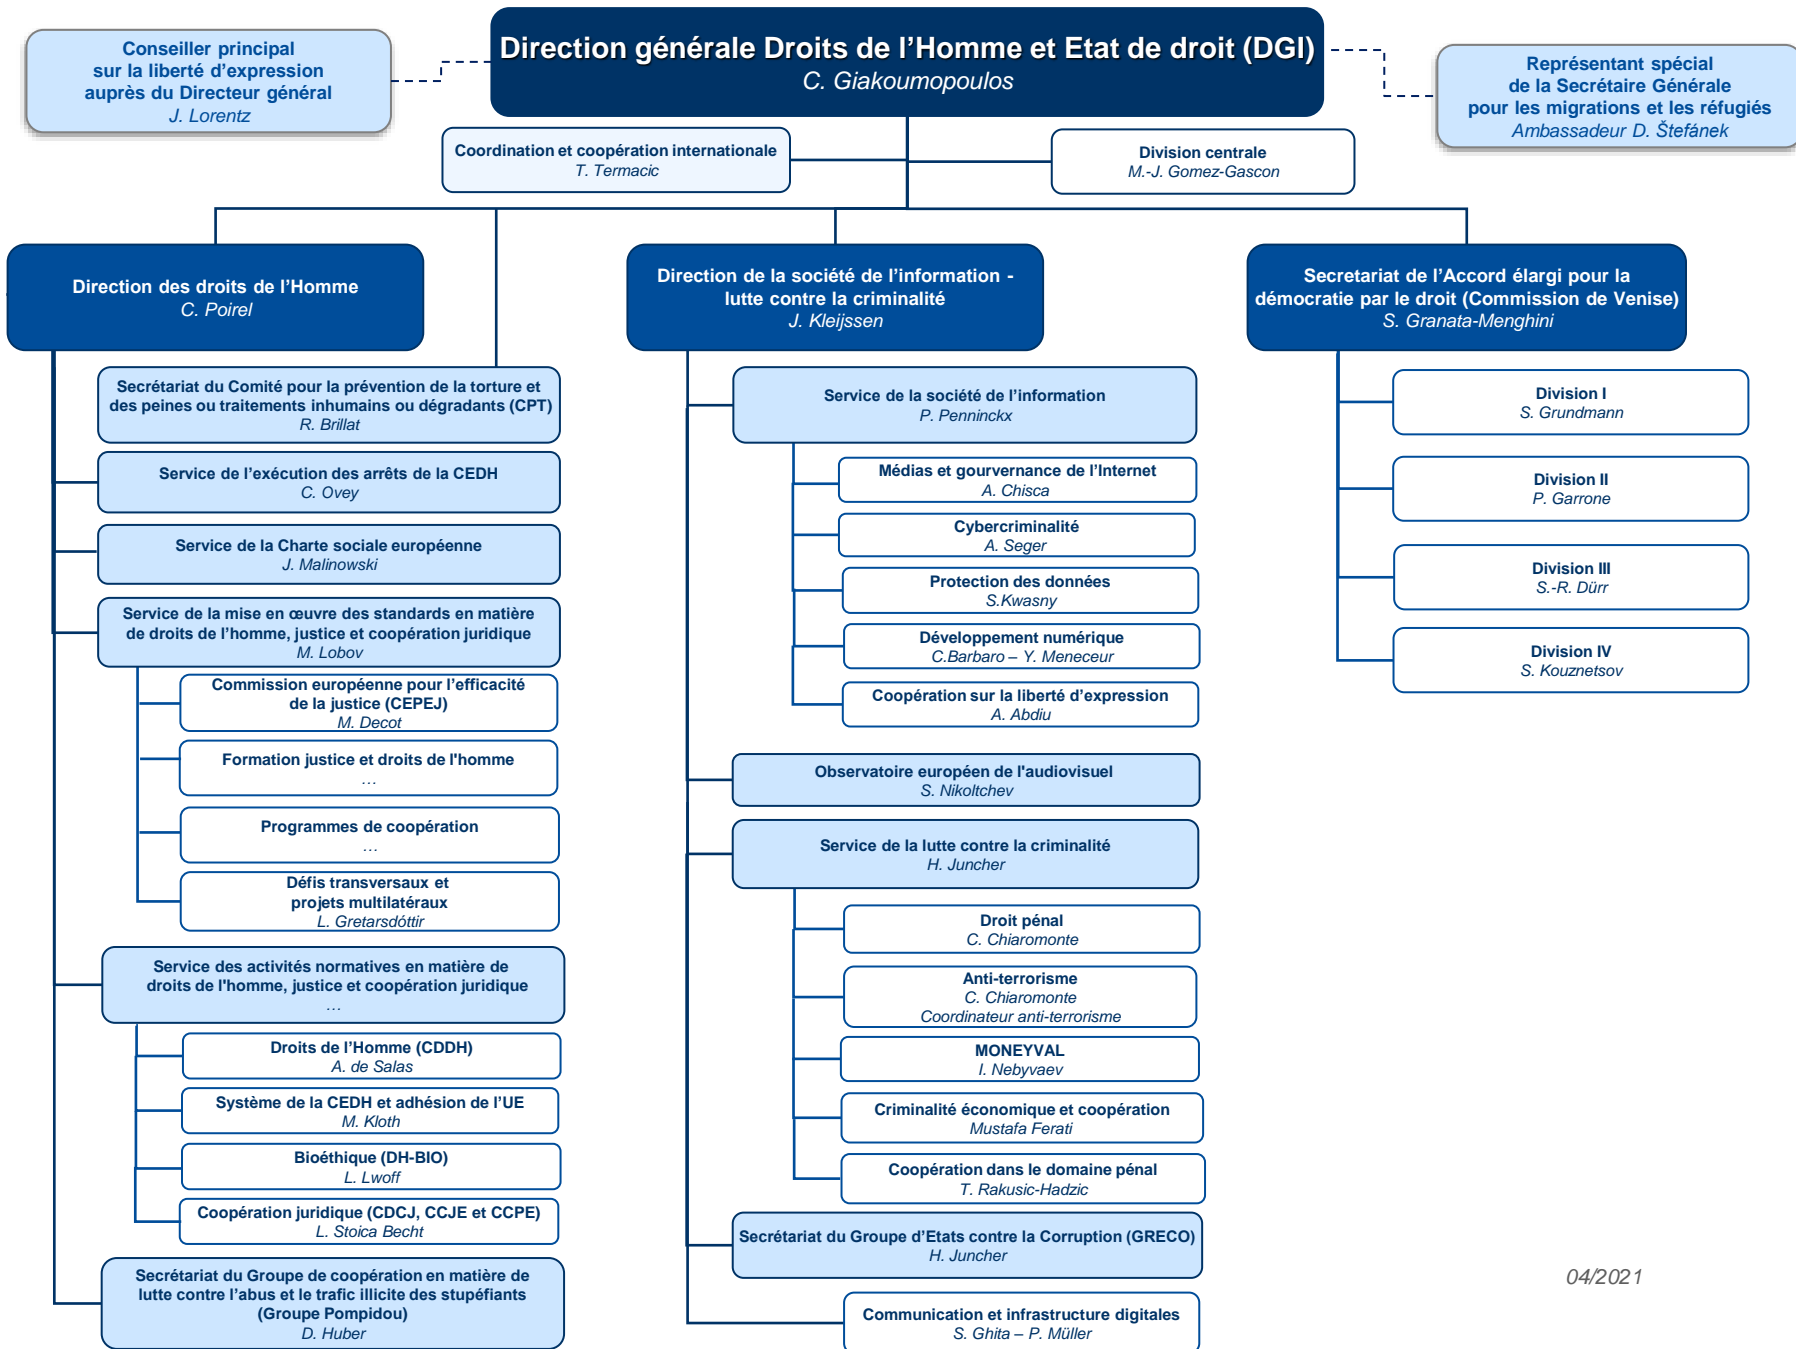 Conseiller principal
sur la liberté d’expression
auprès du Directeur général
J. Lorentz
Direction générale Droits de l’Homme et Etat de droit (DGI)
C. Giakoumopoulos
Représentant spécial
de la Secrétaire Générale
pour les migrations et les réfugiés
Ambassadeur D. Štefánek
Coordination et coopération internationale
T. Termacic
Division centrale
M.-J. Gomez-Gascon
Direction des droits de l’Homme
C. Poirel
Secrétariat du Comité pour la prévention de la torture et
des peines ou traitements inhumains ou dégradants (CPT)
R. Brillat
Service de l’exécution des arrêts de la CEDH
C. Ovey
Service de la Charte sociale européenne
J. Malinowski
Service de la mise en œuvre des standards en matière
de droits de l’homme, justice et coopération juridique
M. Lobov
Commission européenne pour l’efficacité
de la justice (CEPEJ)
M. Decot
Formation justice et droits de l'homme
…
Programmes de coopération
…
Défis transversaux et
projets multilatéraux
L. Gretarsdóttir
Service des activités normatives en matière de
droits de l'homme, justice et coopération juridique
…
Droits de l’Homme (CDDH)
A. de Salas
Système de la CEDH et adhésion de l’UE
M. Kloth
Bioéthique (DH-BIO)
L. Lwoff
Coopération juridique (CDCJ, CCJE et CCPE)
L. Stoica Becht
Secrétariat du Groupe de coopération en matière de
lutte contre l’abus et le trafic illicite des stupéfiants
(Groupe Pompidou)
D. Huber
Direction de la société de l’information -
lutte contre la criminalité
J. Kleijssen
Service de la société de l’information
P. Penninckx
Médias et gourvernance de l’Internet
A. Chisca
Cybercriminalité
A. Seger
Protection des données
S.Kwasny
Développement numérique
C.Barbaro – Y. Meneceur
Coopération sur la liberté d’expression
A. Abdiu
Observatoire européen de l'audiovisuel
S. Nikoltchev
Service de la lutte contre la criminalité
H. Juncher
Droit pénal
C. Chiaromonte
Anti-terrorisme
C. Chiaromonte
Coordinateur anti-terrorisme
MONEYVAL
I. Nebyvaev
Criminalité économique et coopération
Mustafa Ferati
Coopération dans le domaine pénal
T. Rakusic-Hadzic
Secrétariat du Groupe d’Etats contre la Corruption (GRECO)
H. Juncher
Communication et infrastructure digitales
S. Ghita – P. Müller
Secretariat de l’Accord élargi pour la
démocratie par le droit (Commission de Venise)
S. Granata-Menghini
Division I
S. Grundmann
Division II
P. Garrone
Division III
S.-R. Dürr
Division IV
S. Kouznetsov
04/2021